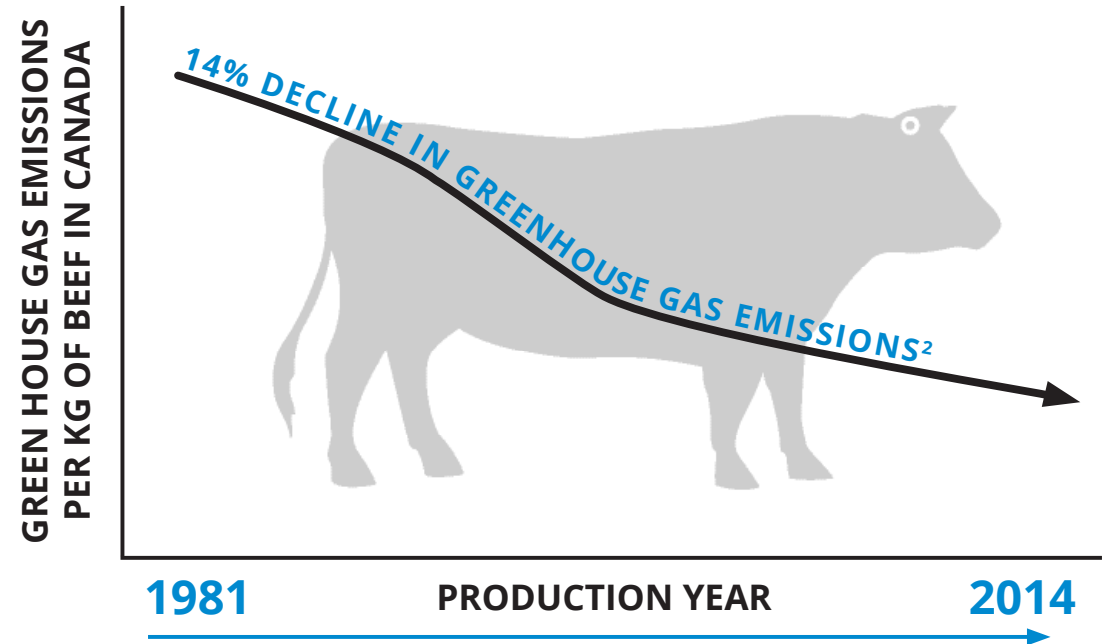 GREEN HOUSE GAS EMISSIONS
PER KG OF BEEF IN CANADA
14% DECLINE IN GREENHOUSE GAS EMISSIONS²
1981 PRODUCTION YEAR 2014